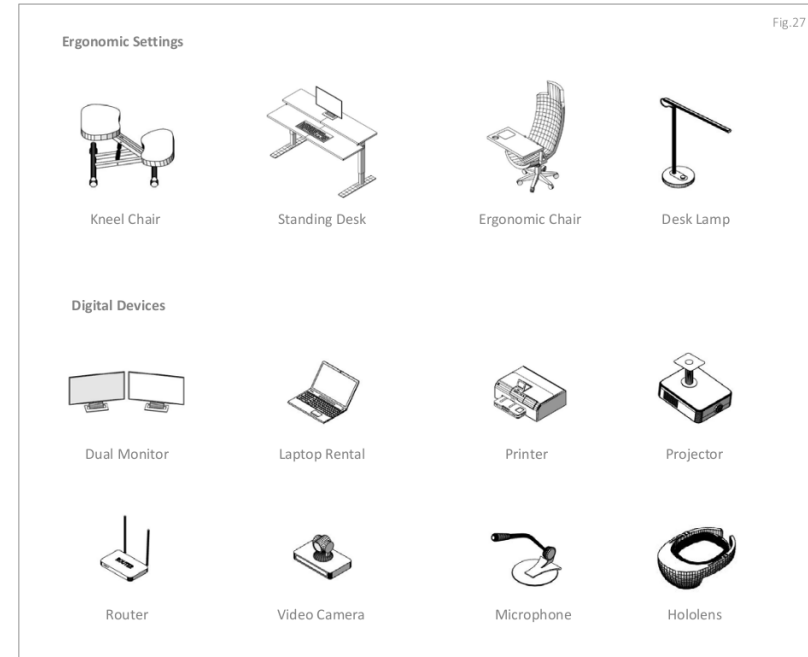 Fig.27
Ergonomic Settings
Kneel Chair
Standing Desk
Ergonomic Chair
Desk Lamp
Digital Devices
Dual Monitor
Laptop Rental
Printer
Projector
Router
Video Camera
Microphone
Hololens